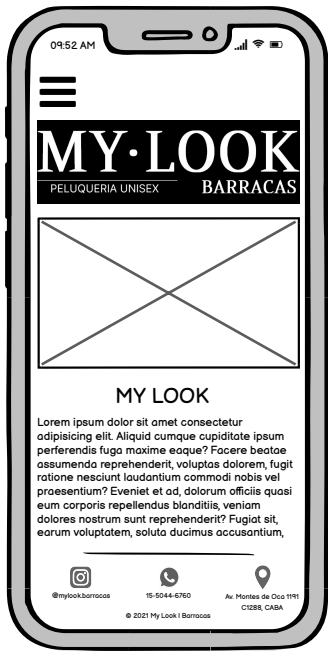 09:52 AM
MY·LOOK
PELUQUERIA UNISEX BARRACAS
MY LOOK
Lorem ipsum dolor sit amet consectetur
adipisicing elit. Aliquid cumque cupiditate ipsum
perferendis fuga maxime eaque? Facere beatae
assumenda reprehenderit, voluptas dolorem, fugit
ratione nesciunt laudantium commodi nobis vel
praesentium? Eveniet et ad, dolorum officiis quasi
eum corporis repellendus blanditiis, veniam
dolores nostrum sunt reprehenderit? Fugiat sit,
earum voluptatem, soluta ducimus accusantium,
@mylook.barracas 15-5044-6760 Av. Montes de Oca 1191
C1288, CABA
© 2021 My Look | Barracas